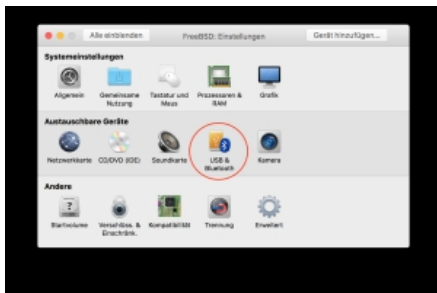 Alle einblenden
FreeBSD: Einstellungen
Gerät hinzufügen...
Systemeinstellungen
Allgemein
Gemeinsame
Nutzung
Tastatur und
Maus
Prozessoren &
RAM
Grafik
Austauschbare Geräte
Netzwerkkarte
CD/DVD (IDE)
Soundkarte
USB &
Bluetooth
Kamera
Andere
Startvolume
Verschlüss. &
Einschränk.
Kompatibilität
Trennung
Erweitert